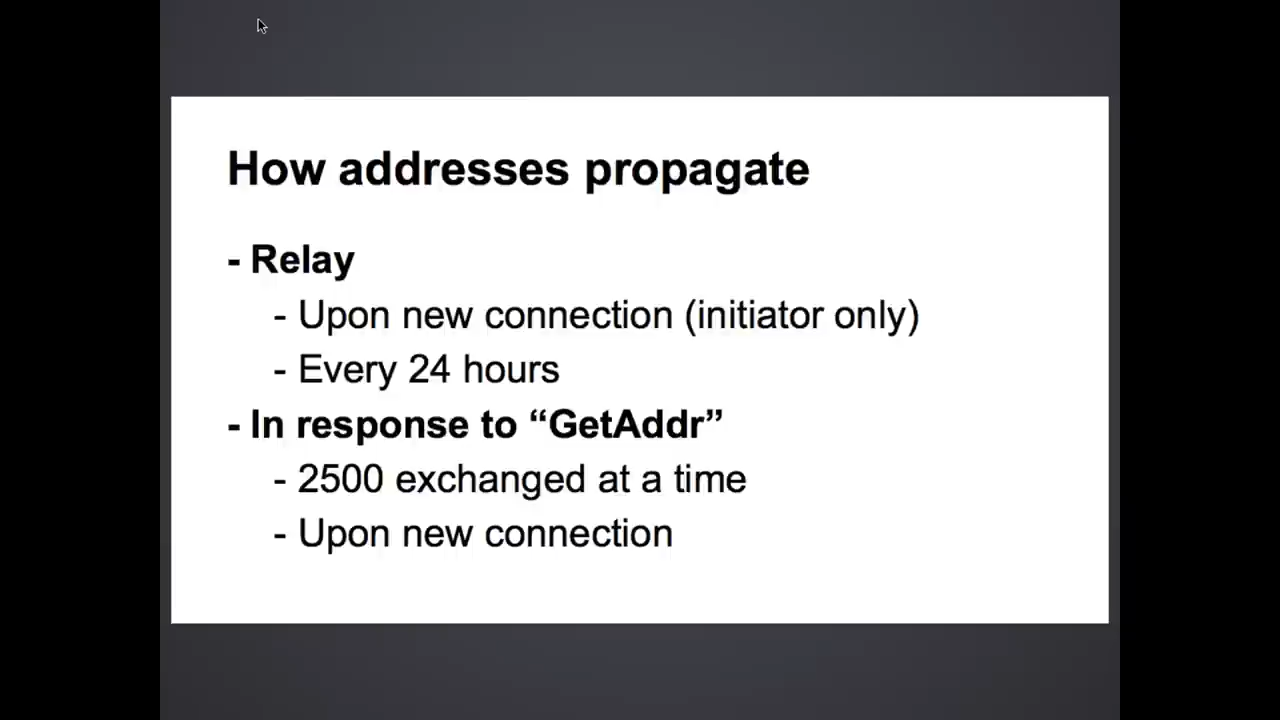 How addresses propagate
- Relay
- Upon new connection (initiator only)
- Every 24 hours
- In response to “GetAddr”
- 2500 exchanged at a time
- Upon new connection